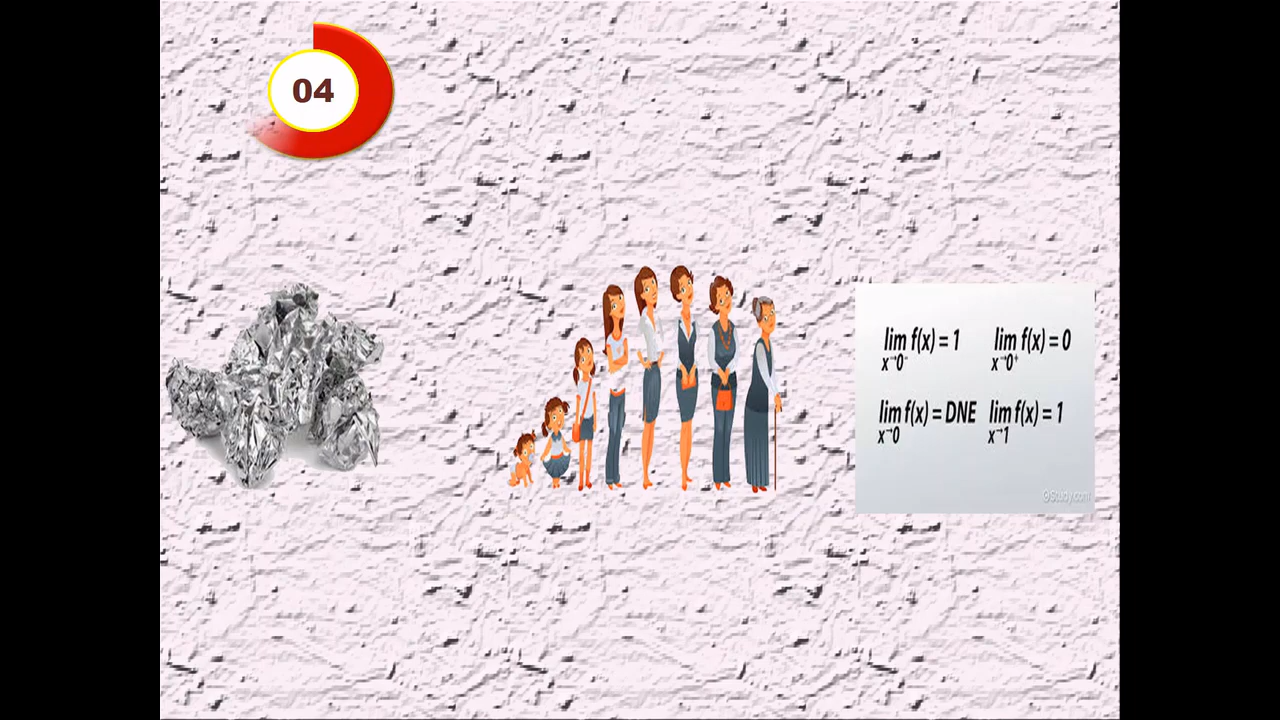 04
lim f(x) = 1 lim f(x) = 0
x→0⁻ x→0⁺
lim f(x) = DNE lim f(x) = 1
x→0 x→1
©Study.com